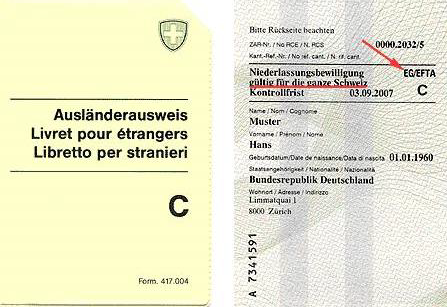 Ausländerausweis
Livret pour étrangers
Libretto per stranieri
C
Form. 417.004
Bitte Rückseite beachten
ZAR-Nr. / No RCE / N. RCS 0000.2032/5
Kant.-Ref.-Nr. / No réf. cant. / N. rif. cant.
Niederlassungsbewilligung EG/EFTA
gültig für die ganze Schweiz C
Kontrollfrist 03.09.2007
Name / Nom / Cognome
Muster
Vorname / Prénom / Nome
Hans
Geburtsdatum/Date de naissance/Data di nascita 01.01.1960
Staatsangehörigkeit / Nationalité / Nazionalità
Bundesrepublik Deutschland
Wohnort / Adresse / Indirizzo
Limmatquai 1
8000 Zürich
A 7341591